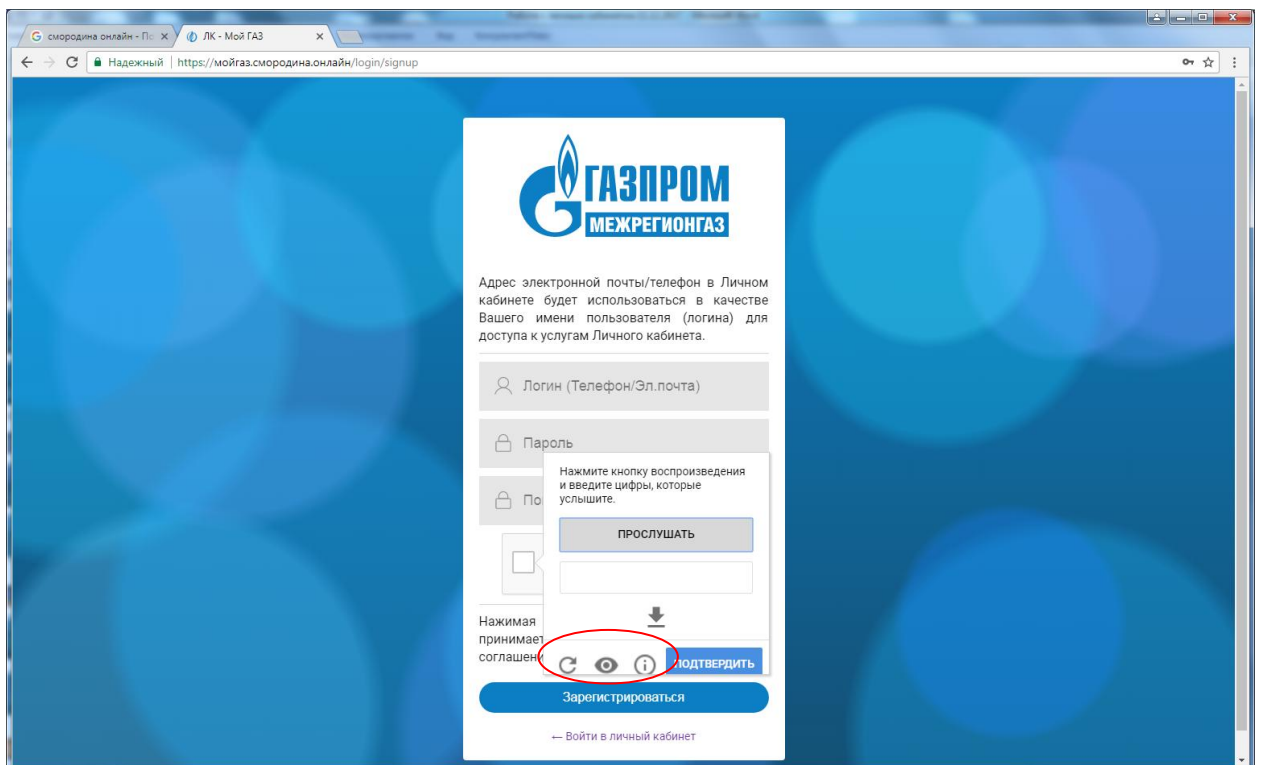 смородина онлайн - По
ЛК - Мой ГАЗ
Надежный | https://мойгаз.смородина.онлайн/login/signup
ГАЗПРОМ
МЕЖРЕГИОНГАЗ
Адрес электронной почты/телефон в Личном
кабинете будет использоваться в качестве
Вашего имени пользователя (логина) для
доступа к услугам Личного кабинета.
Логин (Телефон/Эл.почта)
Пароль
Нажмите кнопку воспроизведения
и введите цифры, которые
услышите.
По
ПРОСЛУШАТЬ
Нажимая
принимает
соглашени
ПОДТВЕРДИТЬ
Зарегистрироваться
← Войти в личный кабинет